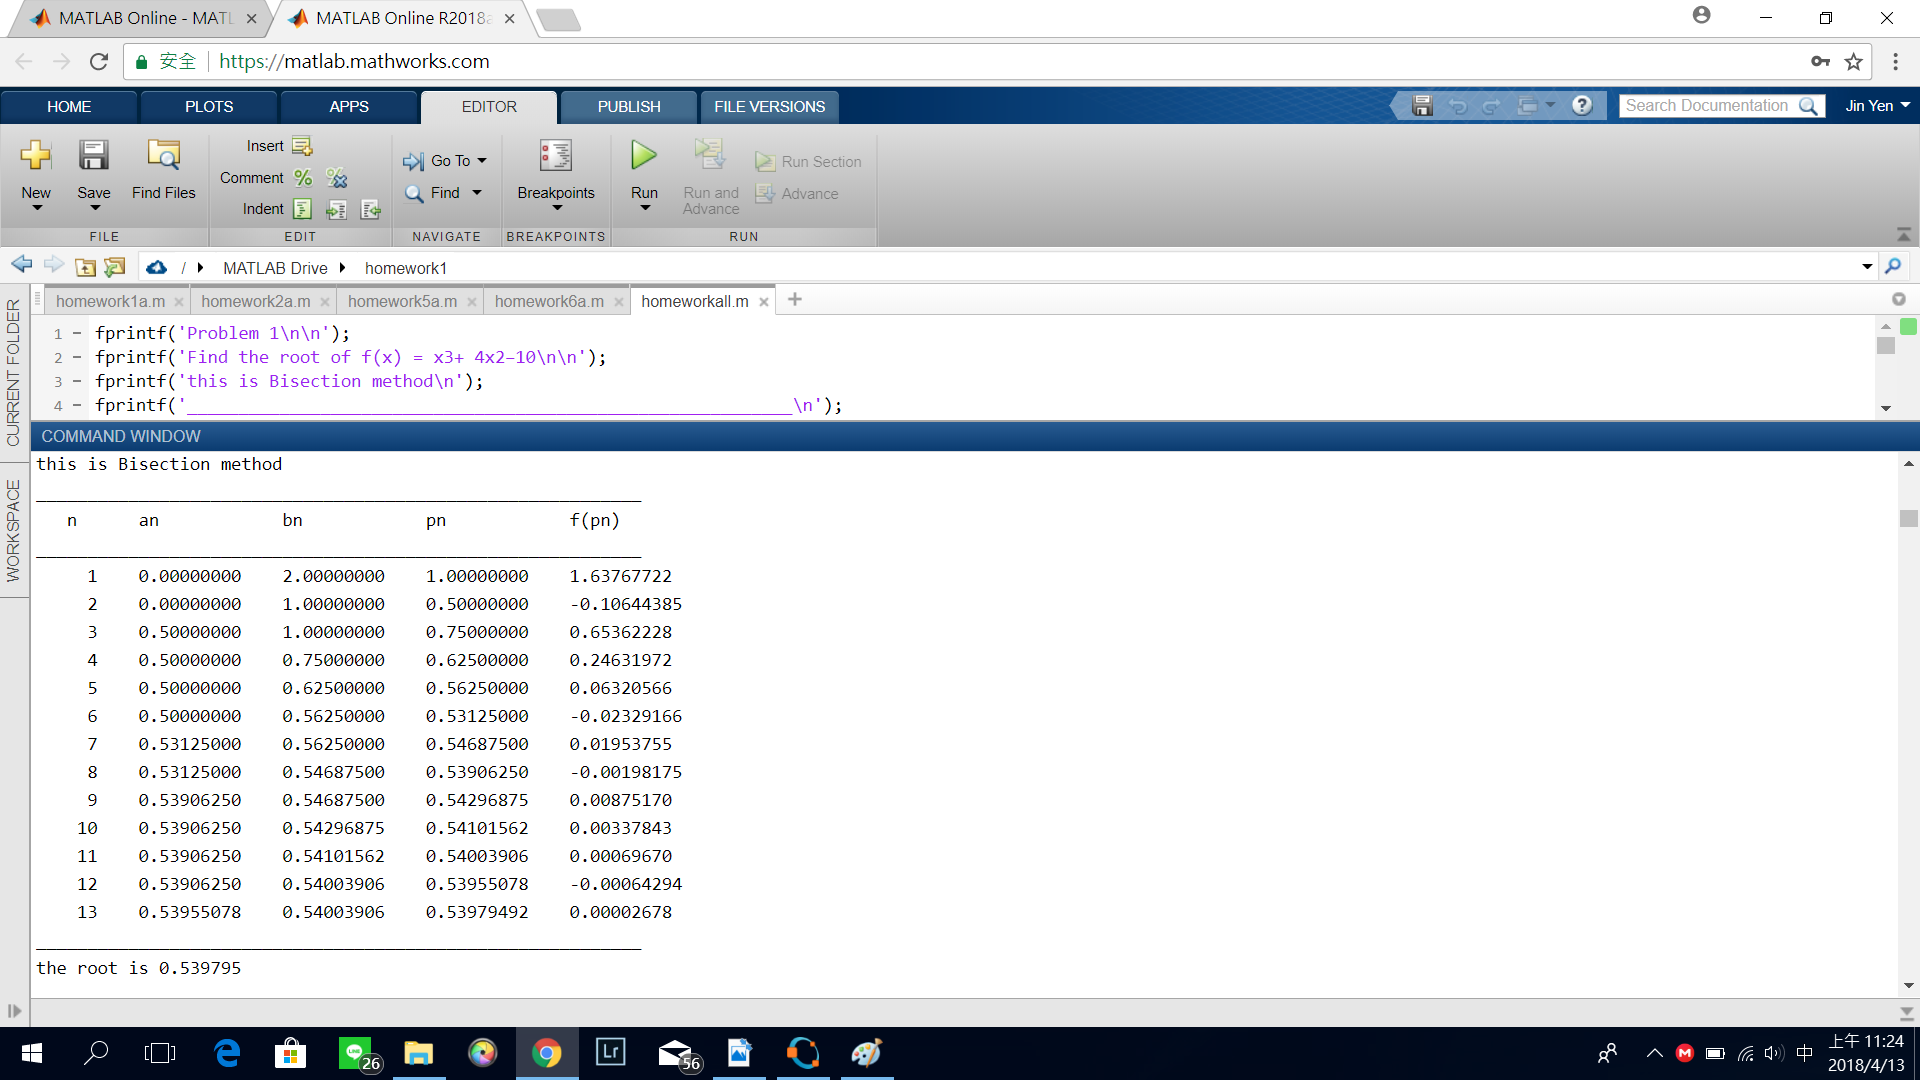 MATLAB Online - MATL
MATLAB Online R2018a
安全
https://matlab.mathworks.com
HOME PLOTS APPS EDITOR PUBLISH FILE VERSIONS
Search Documentation
Jin Yen
New
Save
Find Files
Insert
Comment
Indent
Go To
Find
Breakpoints
Run
Run and
Advance
Run Section
Advance
FILE EDIT NAVIGATE BREAKPOINTS RUN
/ MATLAB Drive homework1
homework1a.m homework2a.m homework5a.m homework6a.m homeworkall.m
CURRENT FOLDER
WORKSPACE
1 - fprintf('Problem 1\n\n');
2 - fprintf('Find the root of f(x) = x3+ 4x2-10\n\n');
3 - fprintf('this is Bisection method\n');
4 - fprintf('___________________________________________________________\n');
COMMAND WINDOW
this is Bisection method
___________________________________________________________
n an bn pn f(pn)
___________________________________________________________
1 0.00000000 2.00000000 1.00000000 1.63767722
2 0.00000000 1.00000000 0.50000000 -0.10644385
3 0.50000000 1.00000000 0.75000000 0.65362228
4 0.50000000 0.75000000 0.62500000 0.24631972
5 0.50000000 0.62500000 0.56250000 0.06320566
6 0.50000000 0.56250000 0.53125000 -0.02329166
7 0.53125000 0.56250000 0.54687500 0.01953755
8 0.53125000 0.54687500 0.53906250 -0.00198175
9 0.53906250 0.54687500 0.54296875 0.00875170
10 0.53906250 0.54296875 0.54101562 0.00337843
11 0.53906250 0.54101562 0.54003906 0.00069670
12 0.53906250 0.54003906 0.53955078 -0.00064294
13 0.53955078 0.54003906 0.53979492 0.00002678
___________________________________________________________
the root is 0.539795
LINE
26
Lr
56
M
中
上午 11:24
2018/4/13